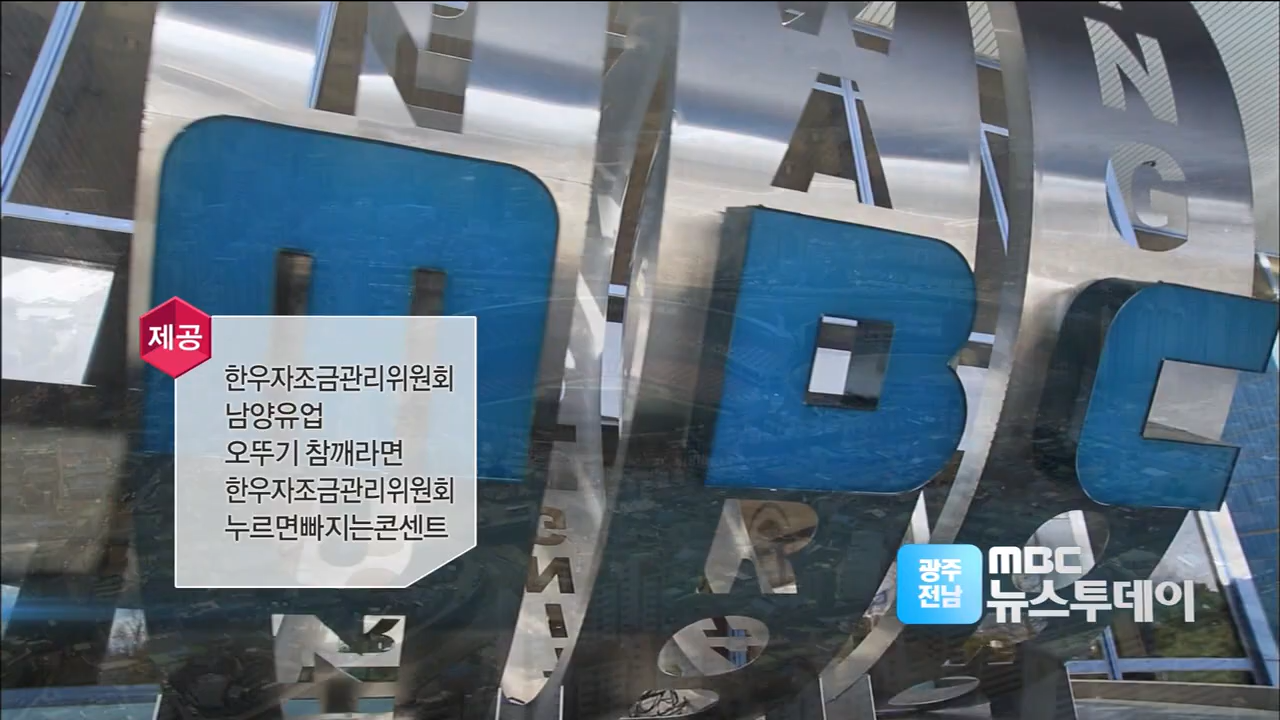 MBC
제공
한우자조금관리위원회
남양유업
오뚜기 참깨라면
한우자조금관리위원회
누르면빠지는콘센트
광주
전남
MBC
뉴스투데이